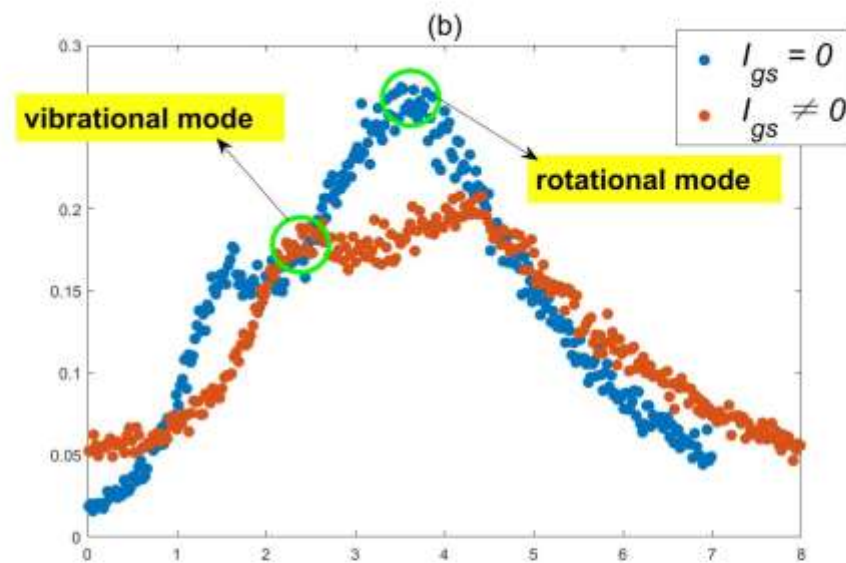 (b)
0.3
0.25
0.2
0.15
0.1
0.05
0
0 1 2 3 4 5 6 7 8
I_gs = 0
I_gs ≠ 0
vibrational mode
rotational mode